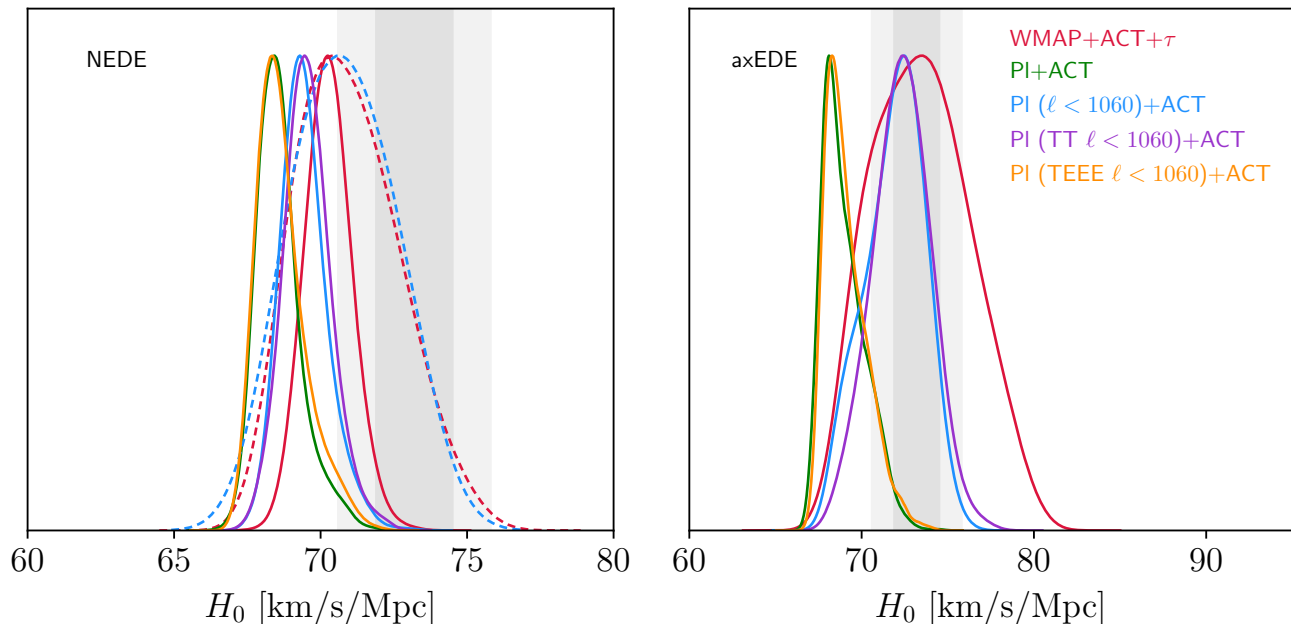 NEDE
60 65 70 75 80
H₀ [km/s/Mpc]
axEDE
WMAP+ACT+τ
Pl+ACT
Pl (ℓ < 1060)+ACT
Pl (TT ℓ < 1060)+ACT
Pl (TEEE ℓ < 1060)+ACT
60 70 80 90
H₀ [km/s/Mpc]